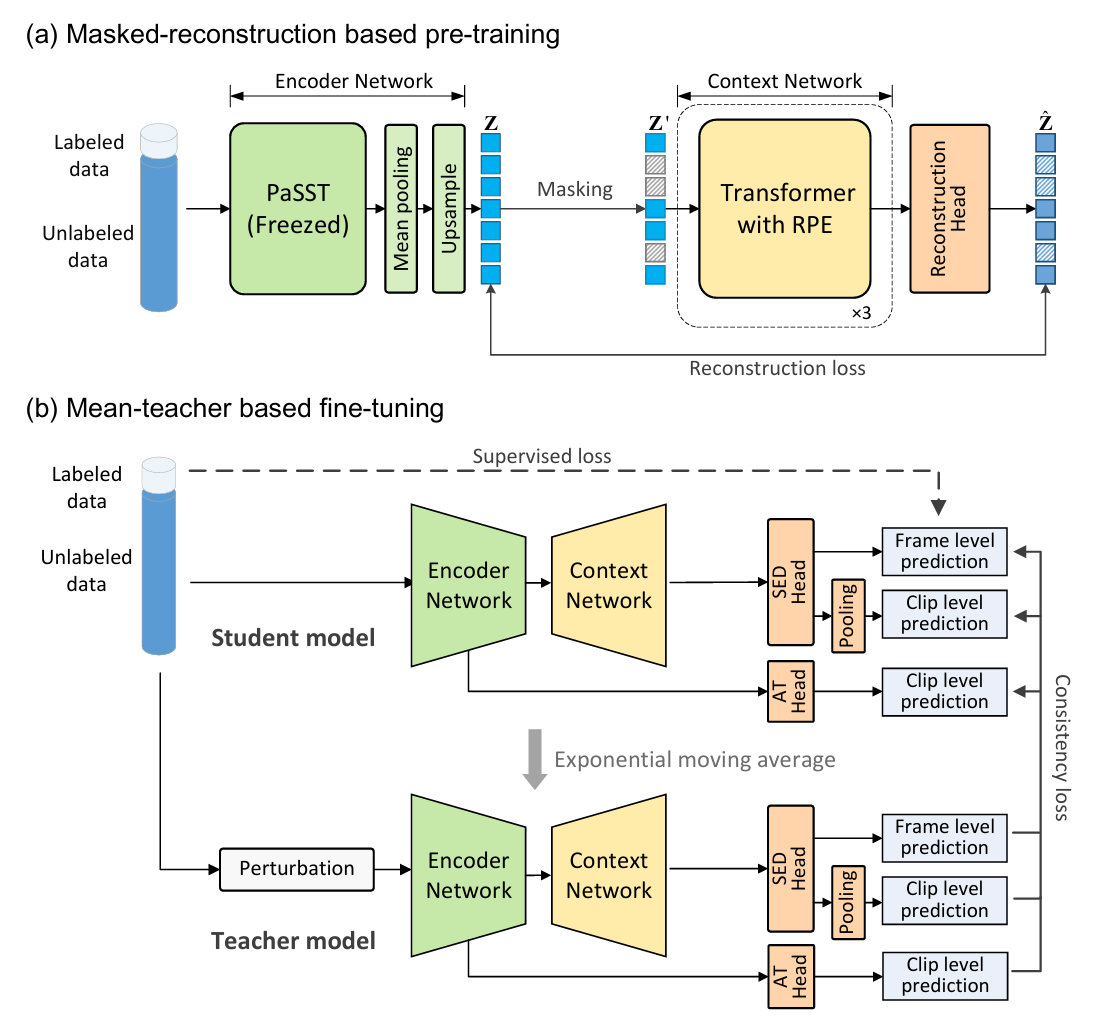 (a) Masked-reconstruction based pre-training
Encoder Network
Context Network
Labeled
data
Unlabeled
data
PaSST
(Freezed)
Mean pooling
Upsample
Z
Masking
Z'
Transformer
with RPE
×3
Reconstruction
Head
Ẑ
Reconstruction loss
(b) Mean-teacher based fine-tuning
Labeled
data
Unlabeled
data
Supervised loss
Encoder
Network
Context
Network
SED
Head
Pooling
AT
Head
Frame level
prediction
Clip level
prediction
Clip level
prediction
Student model
Exponential moving average
Consistency loss
Perturbation
Encoder
Network
Context
Network
SED
Head
Pooling
AT
Head
Frame level
prediction
Clip level
prediction
Clip level
prediction
Teacher model